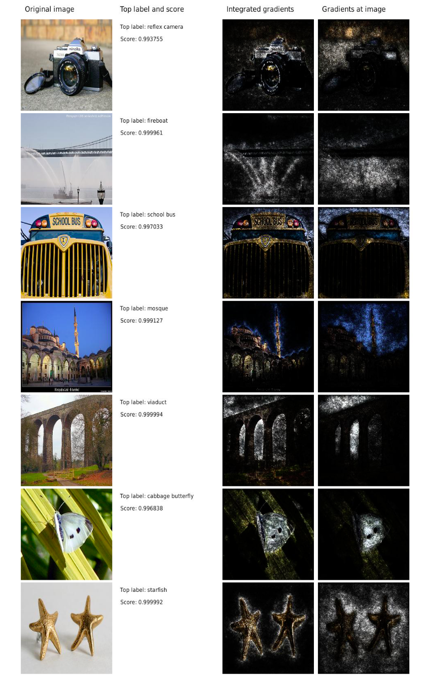 Original image Top label and score Integrated gradients Gradients at image
Top label: reflex camera
Score: 0.993755
Top label: fireboat
Score: 0.999961
SCHOOL BUS
Top label: school bus
Score: 0.997033
SCHOOL BUS
Top label: mosque
Score: 0.999127
Top label: viaduct
Score: 0.999994
Top label: cabbage butterfly
Score: 0.996838
Top label: starfish
Score: 0.999992